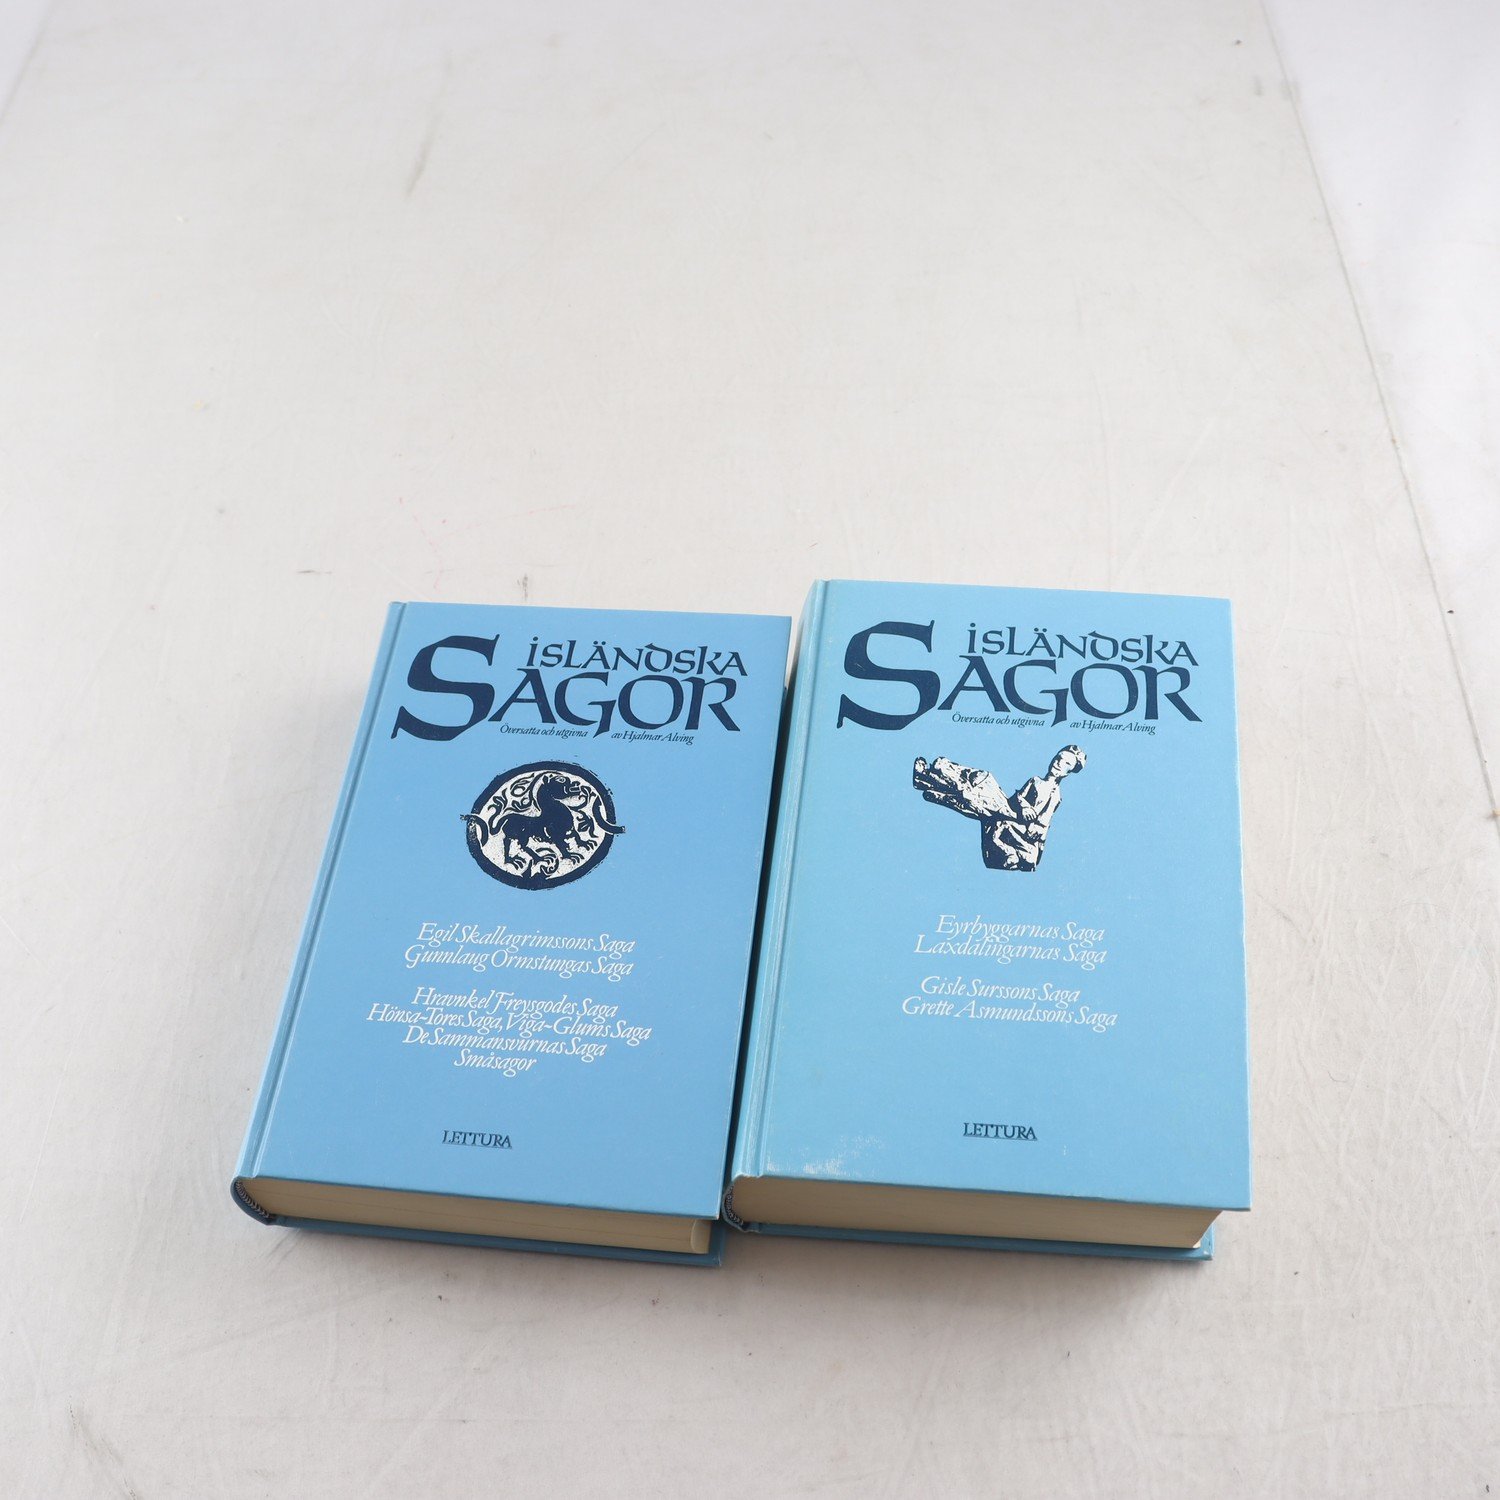 ISLÄNDSKA
SAGOR
Översatta och utgivna av Hjalmar Alving
Egil Skallagrimssons Saga
Gunnlaug Ormstungas Saga
Hravnkel Freysgodes Saga
Hönsa-Tores Saga, Viga-Glums Saga
De Sammansvurnas Saga
Småsagor
LETTURA
ISLÄNDSKA
SAGOR
Översatta och utgivna av Hjalmar Alving
Eyrbyggarnas Saga
Laxdalingarnas Saga
Gisle Surssons Saga
Grette Asmundssons Saga
LETTURA